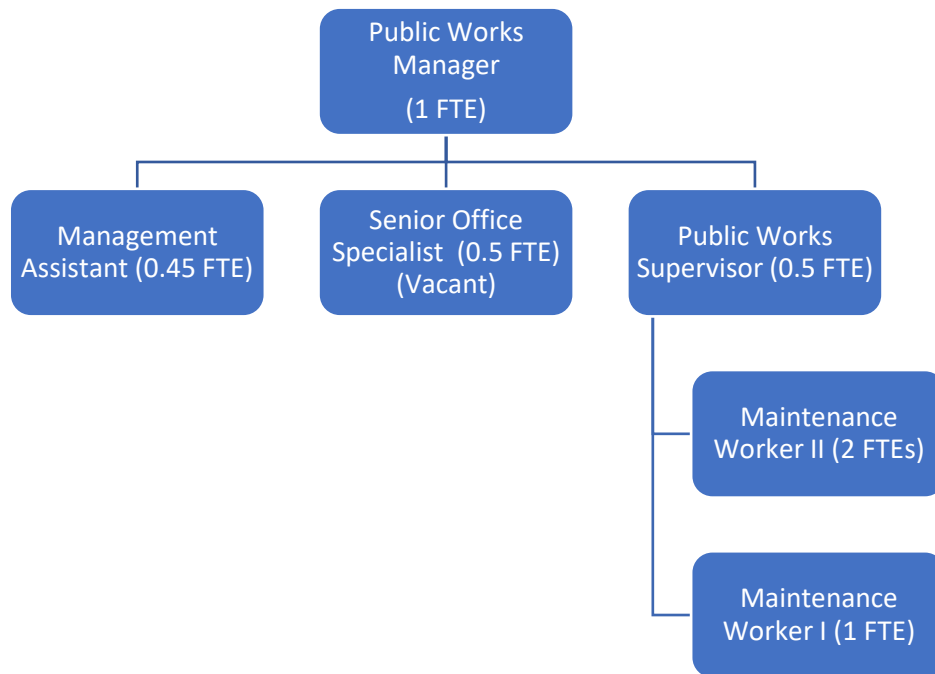 Public Works
Manager
(1 FTE)
Management
Assistant (0.45 FTE)
Senior Office
Specialist  (0.5 FTE)
(Vacant)
Public Works
Supervisor (0.5 FTE)
Maintenance
Worker II (2 FTEs)
Maintenance
Worker I (1 FTE)